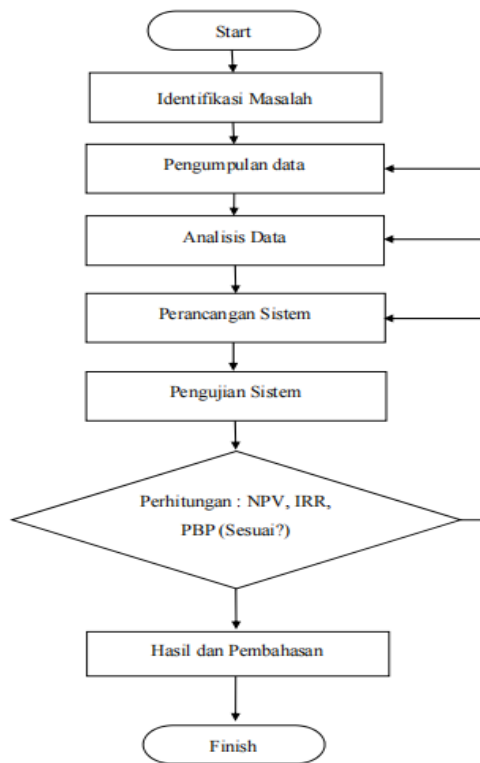 Start
Identifikasi Masalah
Pengumpulan data
Analisis Data
Perancangan Sistem
Pengujian Sistem
Perhitungan : NPV, IRR,
PBP (Sesuai?)
Hasil dan Pembahasan
Finish